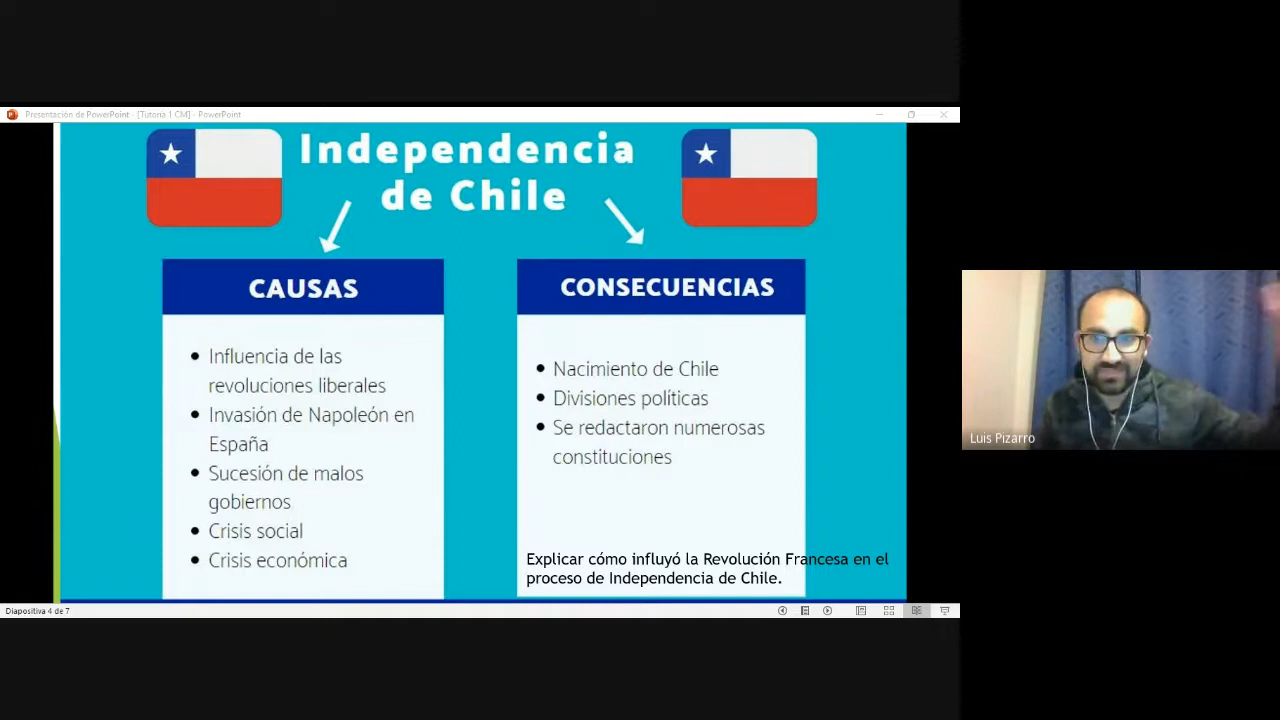 Presentación de PowerPoint - [Tutoria 1 CM] - PowerPoint
Independencia
de Chile
CAUSAS
Influencia de las
revoluciones liberales
Invasión de Napoleón en
España
Sucesión de malos
gobiernos
Crisis social
Crisis económica
CONSECUENCIAS
Nacimiento de Chile
Divisiones políticas
Se redactaron numerosas
constituciones
Explicar cómo influyó la Revolución Francesa en el
proceso de Independencia de Chile.
Diapositiva 4 de 7
Luis Pizarro